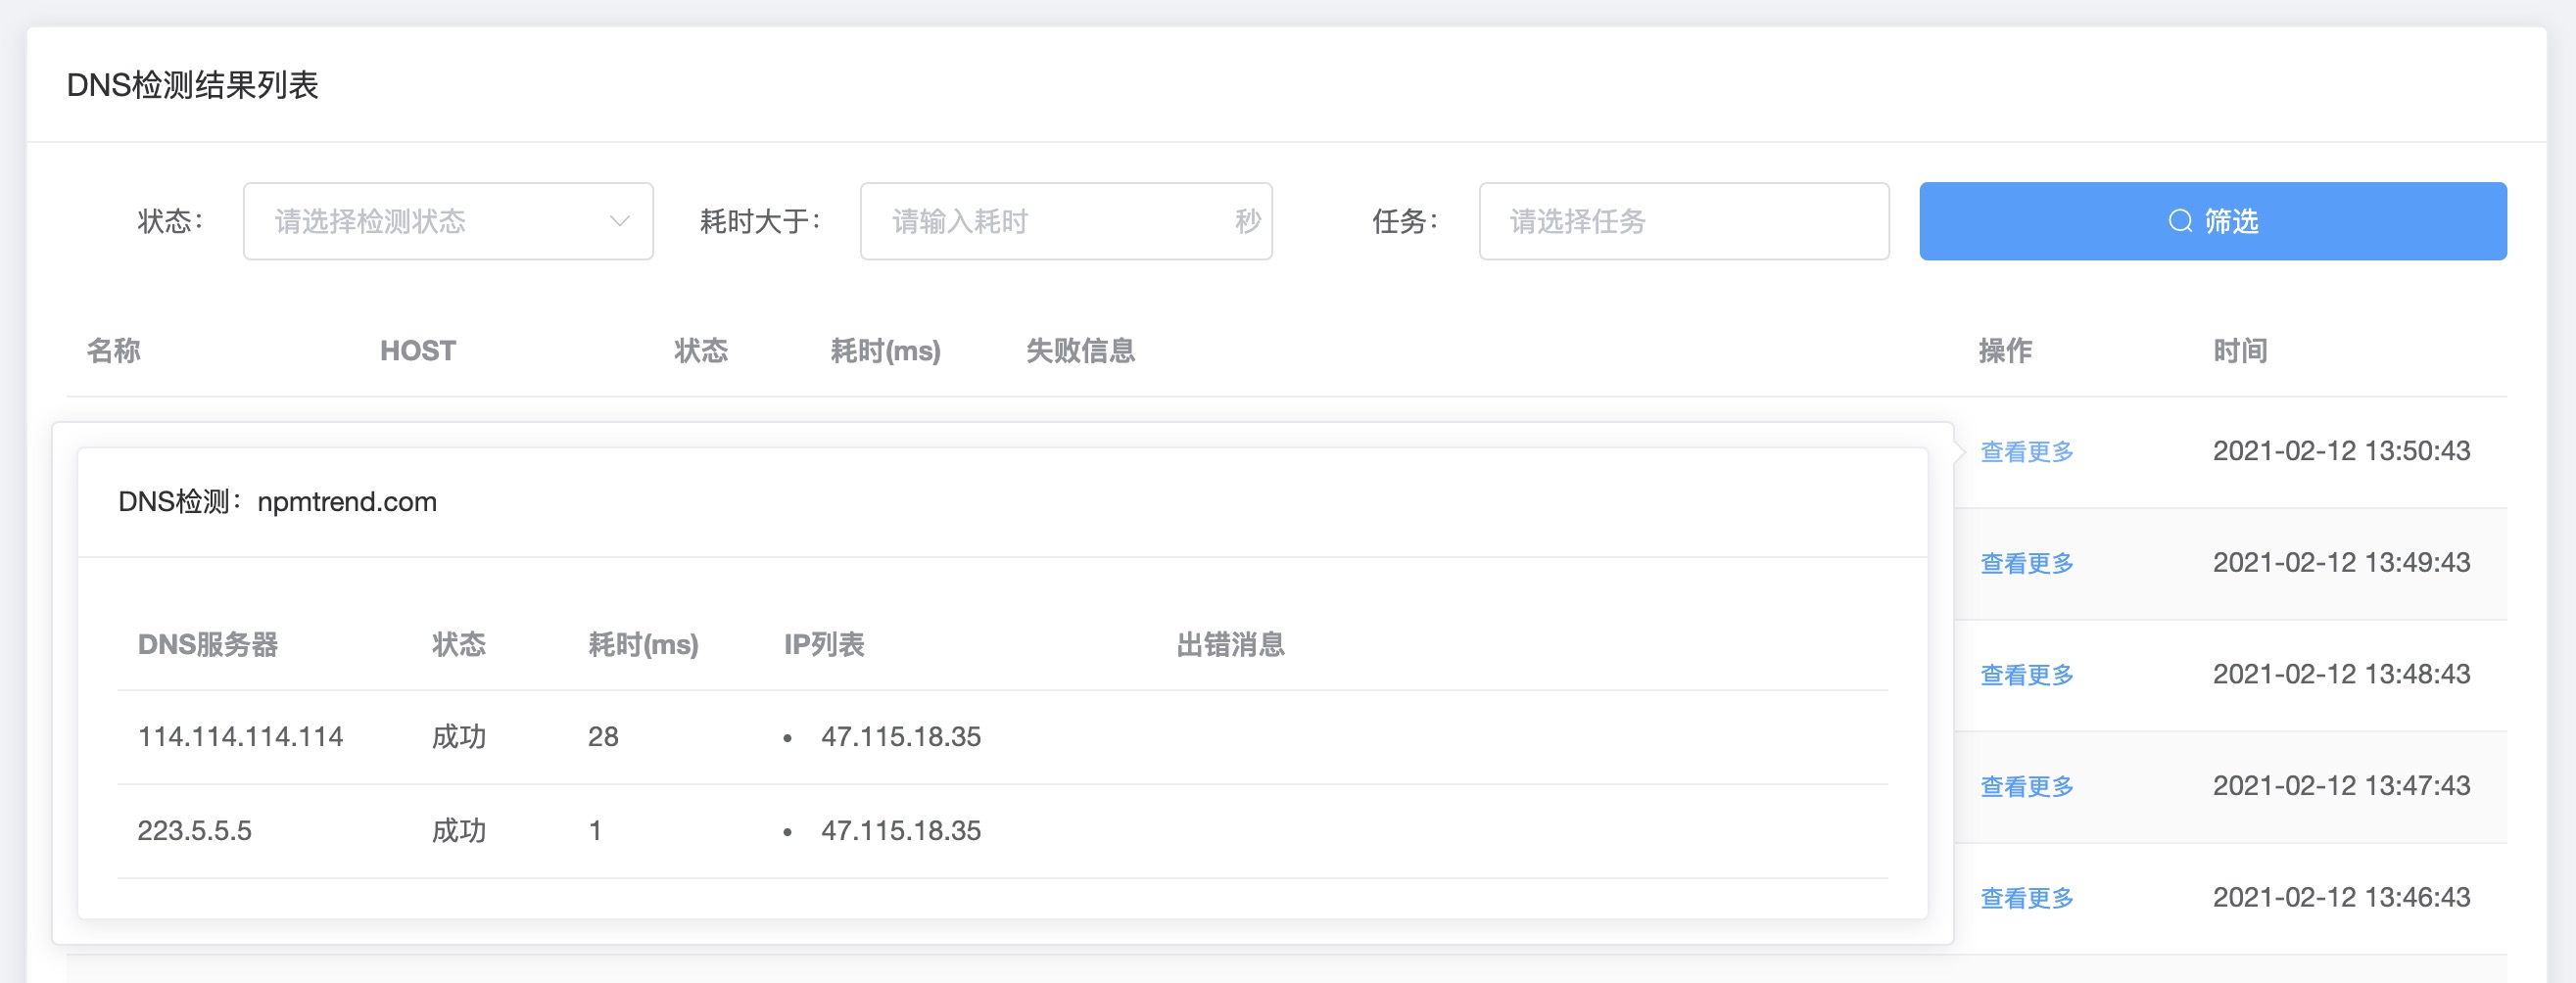 DNS检测结果列表
状态： 请选择检测状态 耗时大于： 请输入耗时 秒 任务： 请选择任务 筛选
名称 HOST 状态 耗时(ms) 失败信息 操作 时间
查看更多 2021-02-12 13:50:43
DNS检测：npmtrend.com
查看更多 2021-02-12 13:49:43
DNS服务器 状态 耗时(ms) IP列表 出错消息
查看更多 2021-02-12 13:48:43
114.114.114.114 成功 28 • 47.115.18.35
查看更多 2021-02-12 13:47:43
223.5.5.5 成功 1 • 47.115.18.35
查看更多 2021-02-12 13:46:43